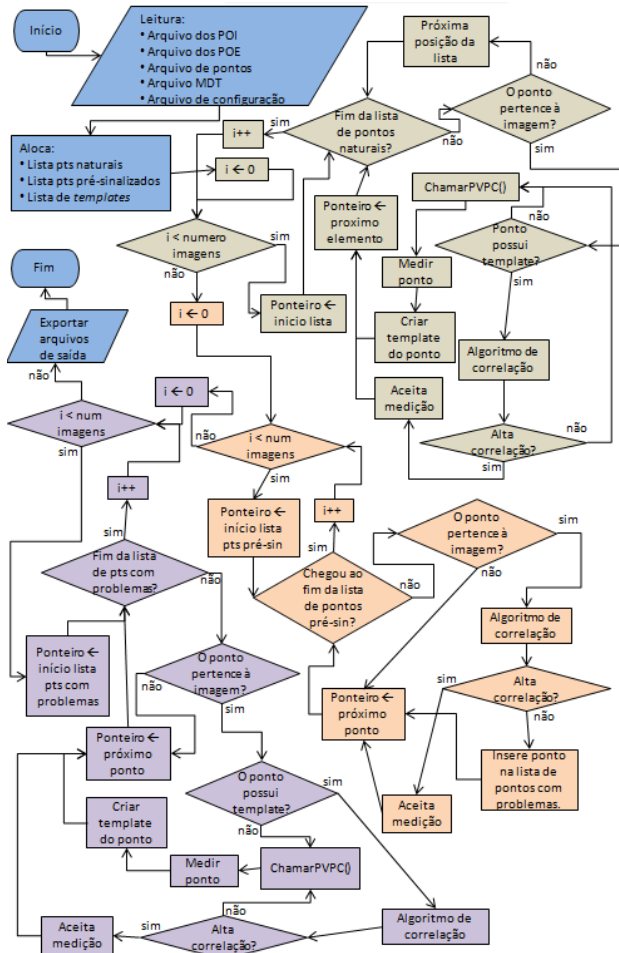 Início
Leitura:
• Arquivo dos POI
• Arquivo dos POE
• Arquivo de pontos
• Arquivo MDT
• Arquivo de configuração
Aloca:
• Lista pts naturais
• Lista pts pré-sinalizados
• Lista de templates
i ← 0
i++
sim
Fim da lista
de pontos
naturais?
não
Próxima
posição da
lista
não
O ponto
pertence à
imagem?
sim
i < numero
imagens
sim
não
i ← 0
Ponteiro ←
inicio lista
Ponteiro ←
proximo
elemento
ChamarPVPC()
não
Ponto
possui
template?
sim
Medir
ponto
Criar
template
do ponto
Algoritmo de
correlação
Aceita
medição
Alta
correlação?
não
sim
Fim
Exportar
arquivos
de saída
não
i < num
imagens
sim
i ← 0
não
i < num
imagens
sim
i++
Ponteiro ←
início lista
pts pré-sin
i++
sim
Chegou ao
fim da lista
de pontos
pré-sin?
não
O ponto
pertence à
imagem?
sim
não
Algoritmo de
correlação
sim
Alta
correlação?
não
Insere ponto
na lista de
pontos com
problemas.
Ponteiro ←
próximo
ponto
Aceita
medição
sim
Fim da lista
de pts com
problemas?
não
Ponteiro ←
início lista
pts com
problemas
O ponto
pertence à
imagem?
não
sim
Ponteiro ←
próximo
ponto
O ponto
possui
template?
sim
não
Criar
template
do ponto
Medir
ponto
ChamarPVPC()
não
Aceita
medição
sim
Alta
correlação?
Algoritmo de
correlação